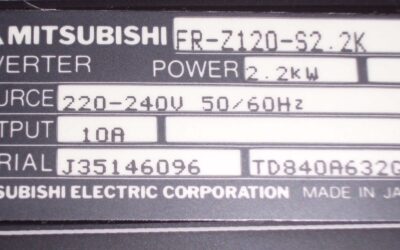 MITSUBISHI FR-Z120-S2.2K
VERTER POWER 2.2kW
URCE 220-240V 50/60Hz
TPUT 10A
RIAL J35146096 TD840A632G
SUBISHI ELECTRIC CORPORATION MADE IN JA